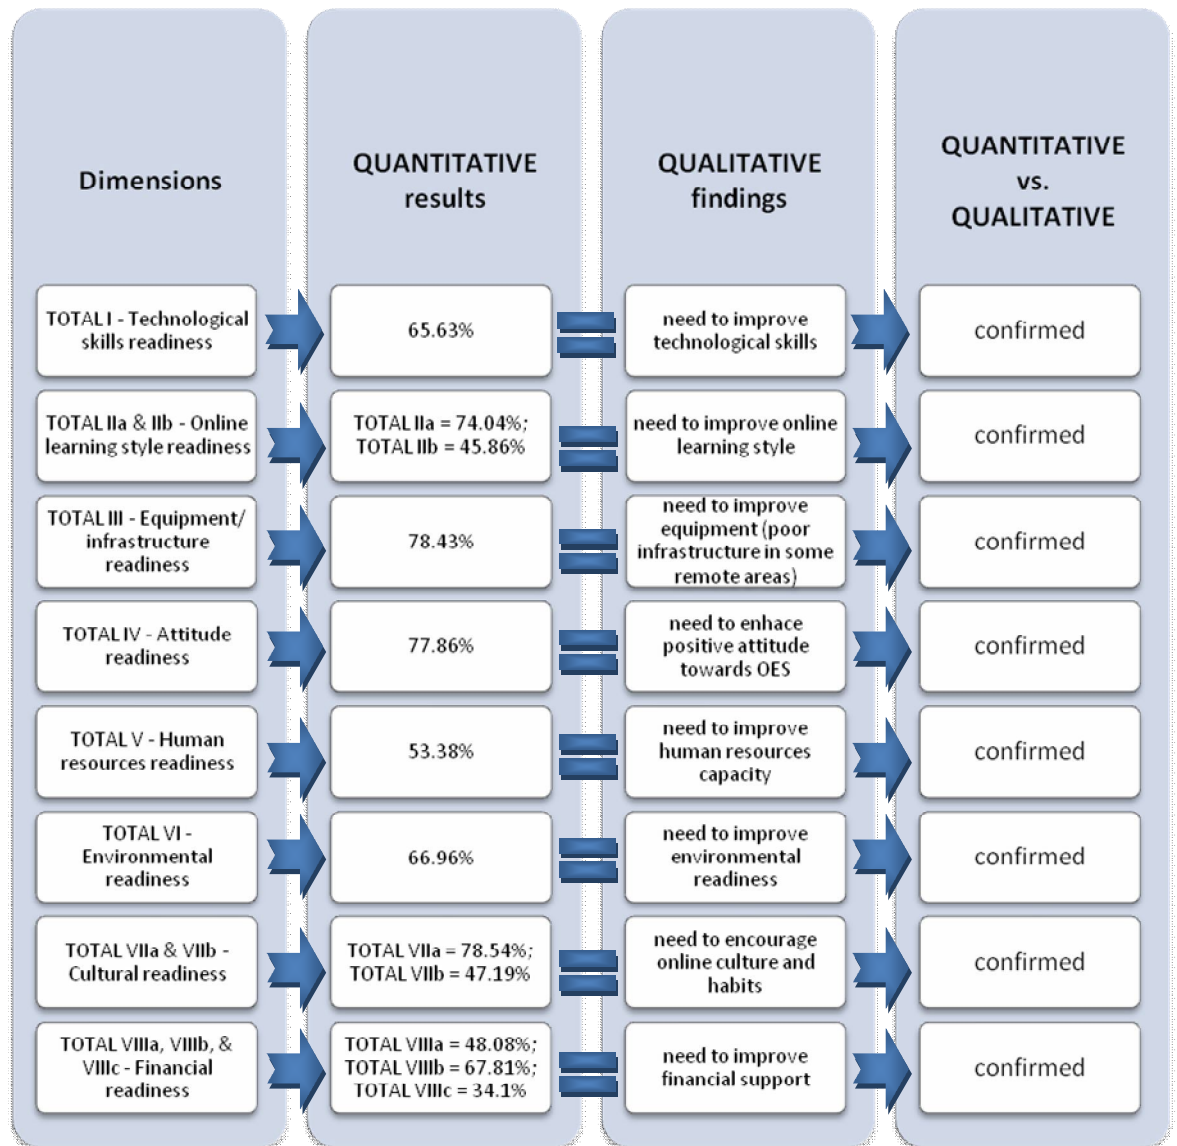 Dimensions
QUANTITATIVE
results
QUALITATIVE
findings
QUANTITATIVE
vs.
QUALITATIVE
TOTAL I - Technological
skills readiness
65.63%
need to improve
technological skills
confirmed
TOTAL IIa & IIb - Online
learning style readiness
TOTAL IIa = 74.04%;
TOTAL IIb = 45.86%
need to improve online
learning style
confirmed
TOTAL III - Equipment/
infrastructure
readiness
78.43%
need to improve
equipment (poor
infrastructure in some
remote areas)
confirmed
TOTAL IV - Attitude
readiness
77.86%
need to enhace
positive attitude
towards OES
confirmed
TOTAL V - Human
resources readiness
53.38%
need to improve
human resources
capacity
confirmed
TOTAL VI -
Environmental
readiness
66.96%
need to improve
environmental
readiness
confirmed
TOTAL VIIa & VIIb -
Cultural readiness
TOTAL VIIa = 78.54%;
TOTAL VIIb = 47.19%
need to encourage
online culture and
habits
confirmed
TOTAL VIIIa, VIIIb, &
VIIIc - Financial
readiness
TOTAL VIIIa = 48.08%;
TOTAL VIIIb = 67.81%;
TOTAL VIIIc = 34.1%
need to improve
financial support
confirmed